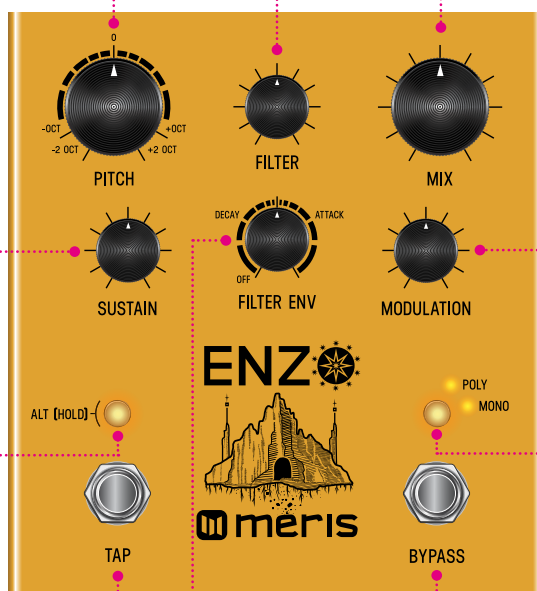 0
-OCT
+OCT
-2 OCT
+2 OCT
PITCH
FILTER
MIX
DECAY
ATTACK
OFF
SUSTAIN
FILTER ENV
MODULATION
ENZO
POLY
MONO
ALT (HOLD)
meris
TAP
BYPASS